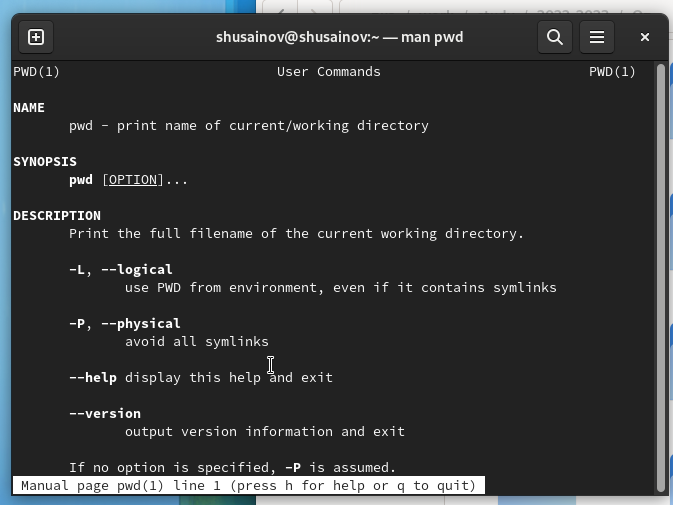 shusainov@shusainov:~ — man pwd
PWD(1) User Commands PWD(1)
NAME
pwd - print name of current/working directory
SYNOPSIS
pwd [OPTION]...
DESCRIPTION
Print the full filename of the current working directory.
-L, --logical
use PWD from environment, even if it contains symlinks
-P, --physical
avoid all symlinks
--help display this help and exit
--version
output version information and exit
If no option is specified, -P is assumed.
Manual page pwd(1) line 1 (press h for help or q to quit)